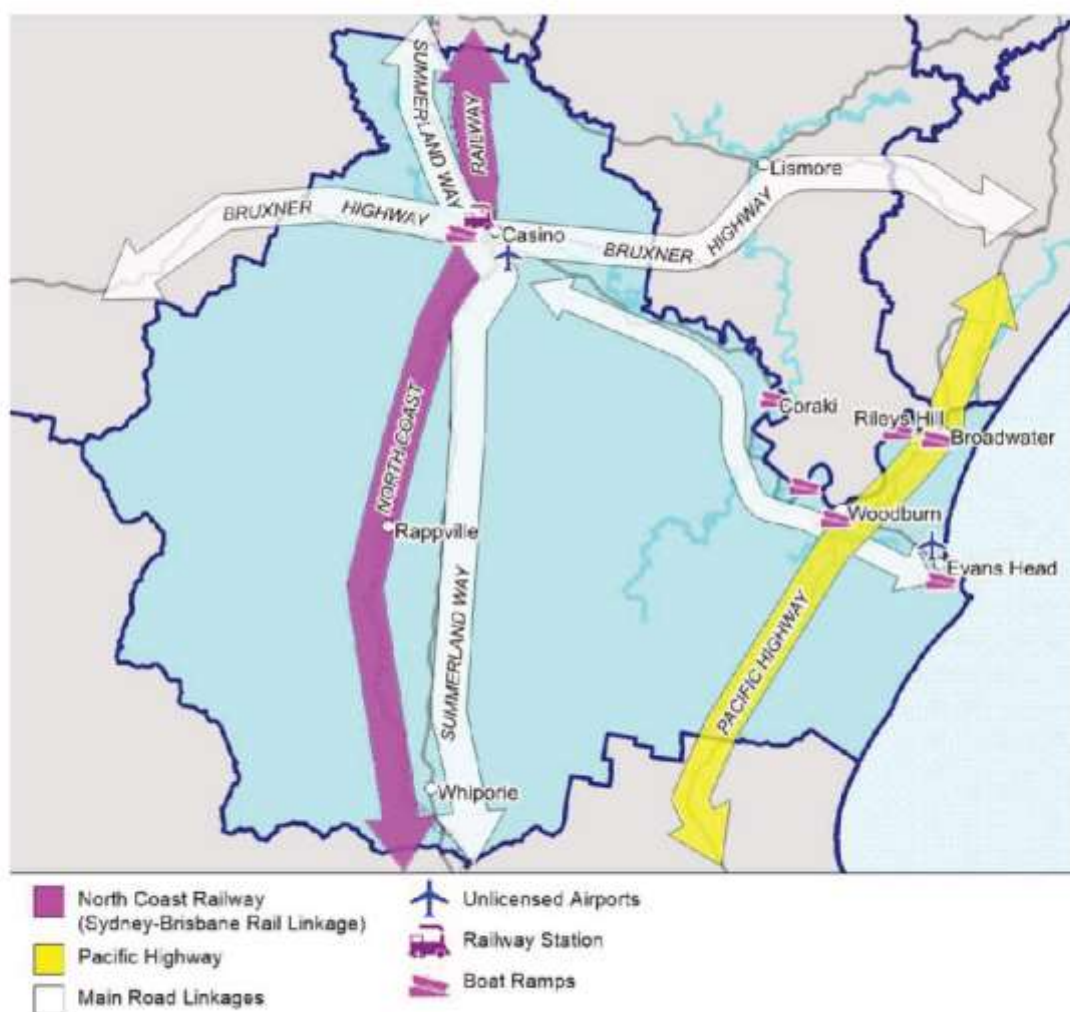 SUMMERLAND WAY
RAILWAY
Lismore
BRUXNER HIGHWAY
Casino
BRUXNER HIGHWAY
NORTH COAST
Coraki
Rileys Hill
Broadwater
Rappville
Woodburn
Evans Head
SUMMERLAND WAY
PACIFIC HIGHWAY
Whiporie
North Coast Railway
(Sydney-Brisbane Rail Linkage)
Pacific Highway
Main Road Linkages
Unlicensed Airports
Railway Station
Boat Ramps